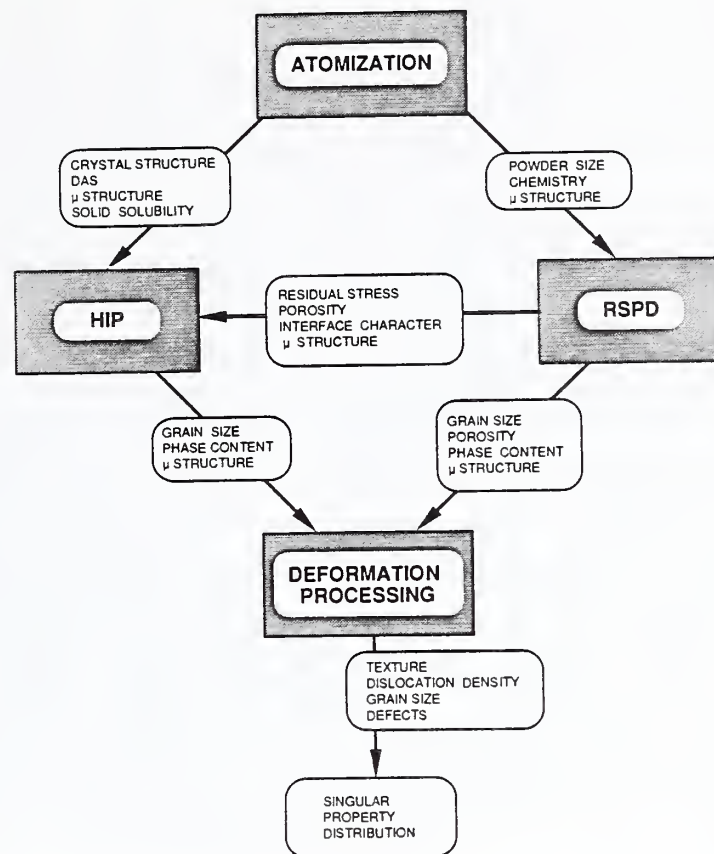 ATOMIZATION
CRYSTAL STRUCTURE
DAS
μ STRUCTURE
SOLID SOLUBILITY
POWDER SIZE
CHEMISTRY
μ STRUCTURE
HIP
RESIDUAL STRESS
POROSITY
INTERFACE CHARACTER
μ STRUCTURE
RSPD
GRAIN SIZE
PHASE CONTENT
μ STRUCTURE
GRAIN SIZE
POROSITY
PHASE CONTENT
μ STRUCTURE
DEFORMATION
PROCESSING
TEXTURE
DISLOCATION DENSITY
GRAIN SIZE
DEFECTS
SINGULAR
PROPERTY
DISTRIBUTION